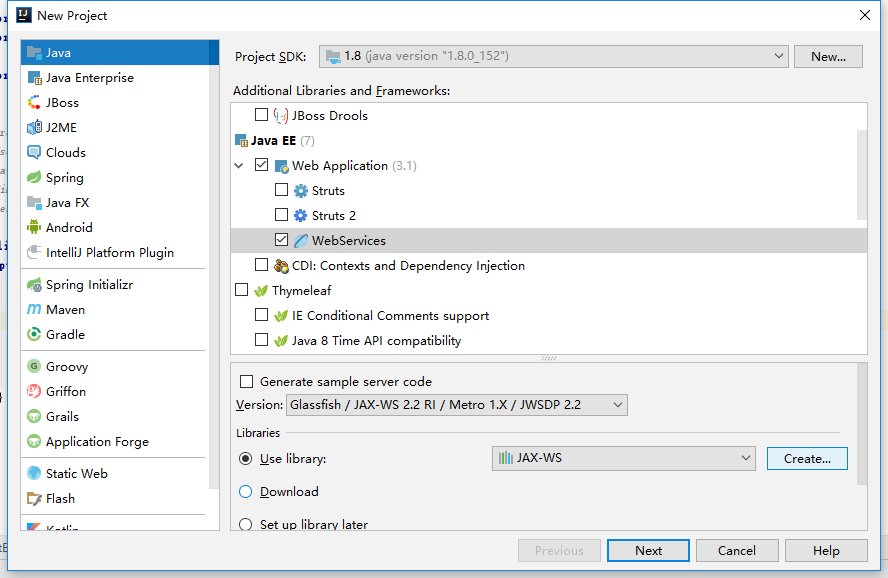 New Project
Java
Java Enterprise
JBoss
J2ME
Clouds
Spring
Java FX
Android
IntelliJ Platform Plugin
Spring Initializr
Maven
Gradle
Groovy
Griffon
Grails
Application Forge
Static Web
Flash
Kotlin
Project SDK: 1.8 (java version "1.8.0_152") New...
Additional Libraries and Frameworks:
JBoss Drools
Java EE (7)
Web Application (3.1)
Struts
Struts 2
WebServices
CDI: Contexts and Dependency Injection
Thymeleaf
IE Conditional Comments support
Java 8 Time API compatibility
Generate sample server code
Version: Glassfish / JAX-WS 2.2 RI / Metro 1.X / JWSDP 2.2
Libraries
Use library: JAX-WS Create...
Download
Set up library later
Previous Next Cancel Help